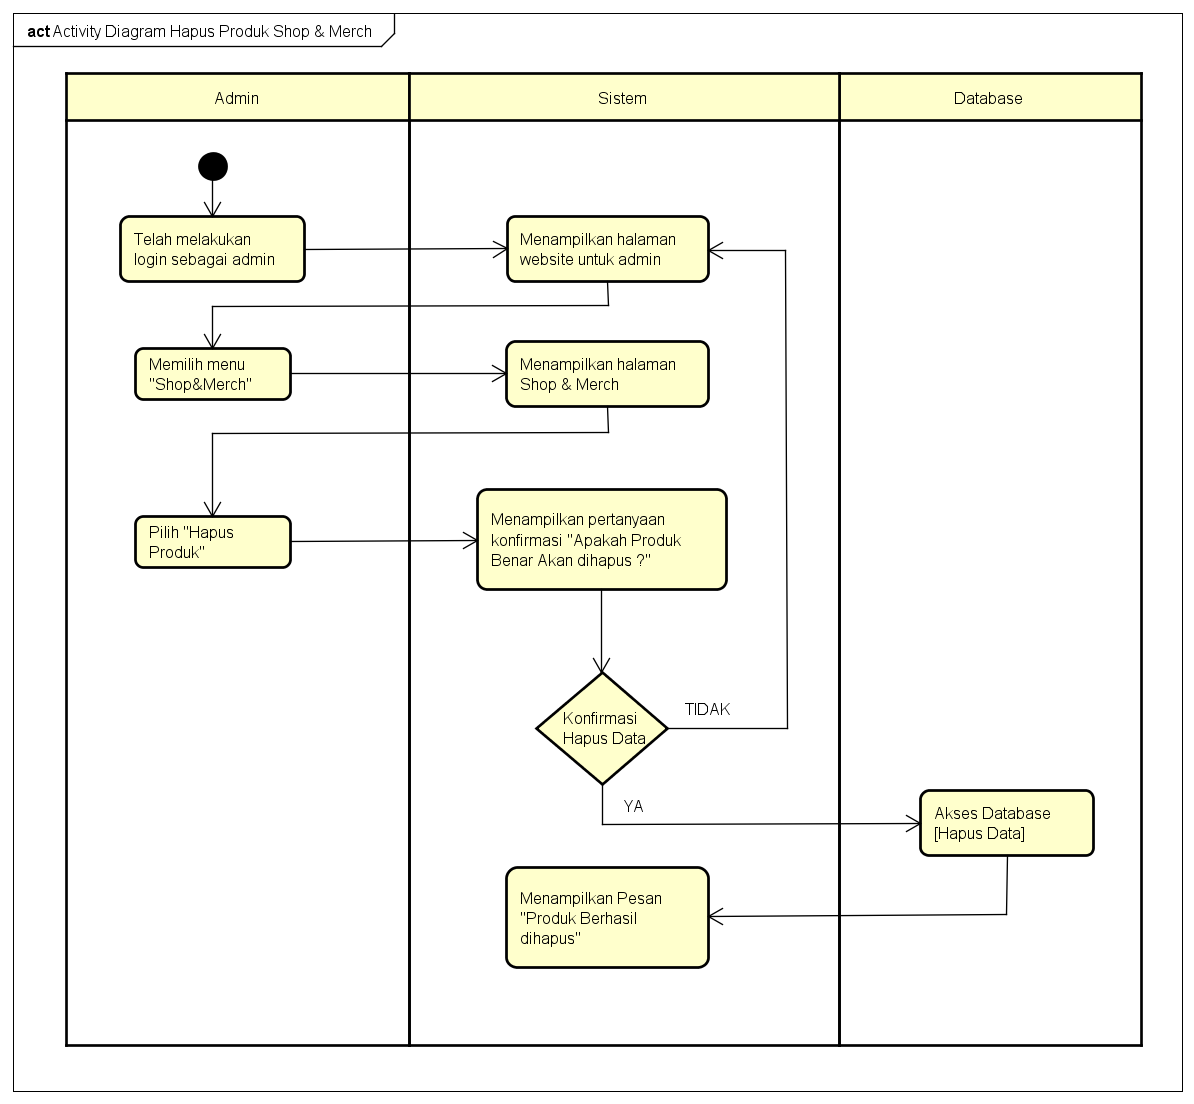 act Activity Diagram Hapus Produk Shop & Merch
Admin
Sistem
Database
Telah melakukan
login sebagai admin
Menampilkan halaman
website untuk admin
Memilih menu
"Shop&Merch"
Menampilkan halaman
Shop & Merch
Pilih "Hapus
Produk"
Menampilkan pertanyaan
konfirmasi "Apakah Produk
Benar Akan dihapus ?"
Konfirmasi
Hapus Data
TIDAK
YA
Akses Database
[Hapus Data]
Menampilkan Pesan
"Produk Berhasil
dihapus"